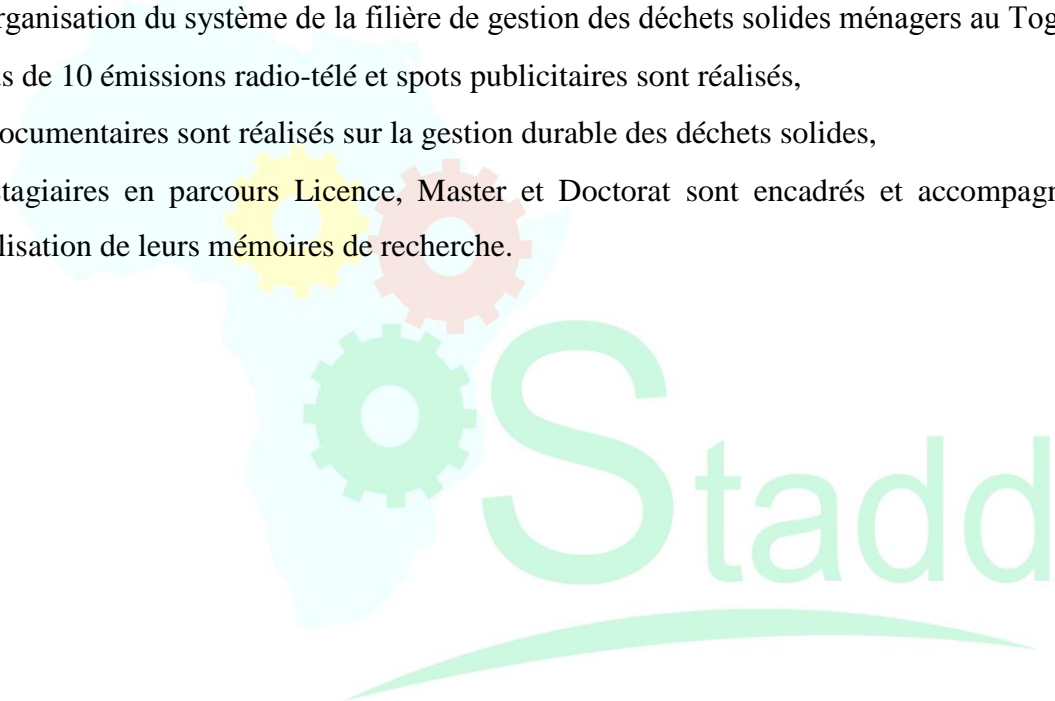 rganisation du système de la filière de gestion des déchets solides ménagers au Tog
s de 10 émissions radio-télé et spots publicitaires sont réalisés,
ocumentaires sont réalisés sur la gestion durable des déchets solides,
tagiaires en parcours Licence, Master et Doctorat sont encadrés et accompagn
lisation de leurs mémoires de recherche.
Stadd